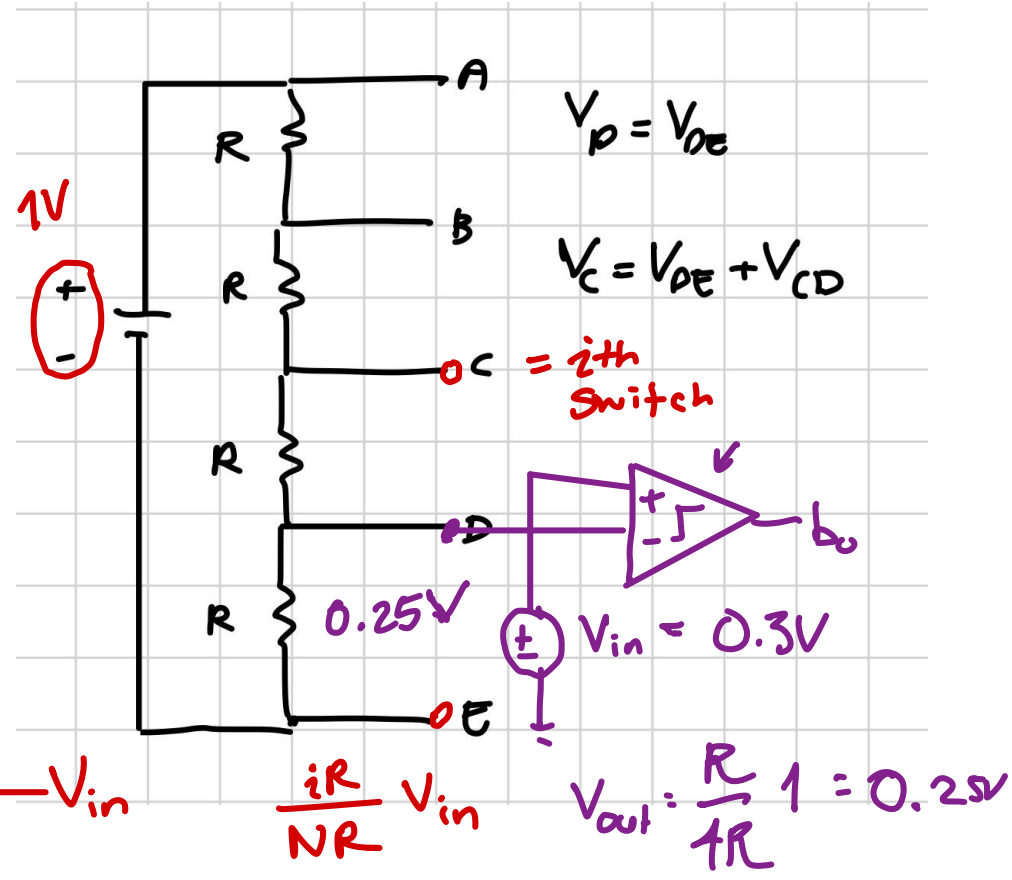 A
R
V_D = V_DE
1V
B
+
R
V_C = V_DE + V_CD
-
C = ith
switch
R
+
D
-
b_0
R
0.25V
+
-
V_in = 0.3V
E
-V_in
iR/NR V_in
V_out = R/4R 1 = 0.25V